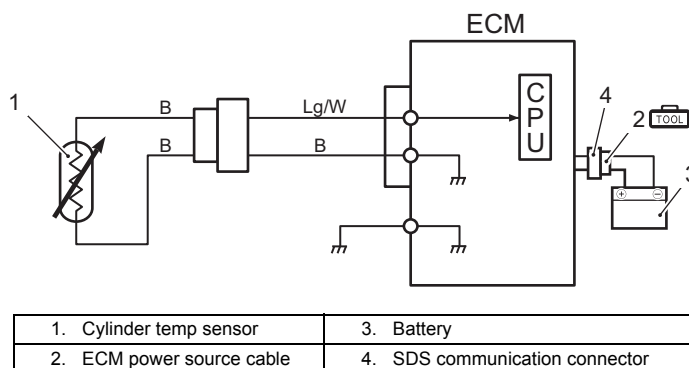 ECM
1
B
Lg/W
B
B
C
P
U
4
2
TOOL
3
+
−
1. Cylinder temp sensor
3. Battery
2. ECM power source cable
4. SDS communication connector